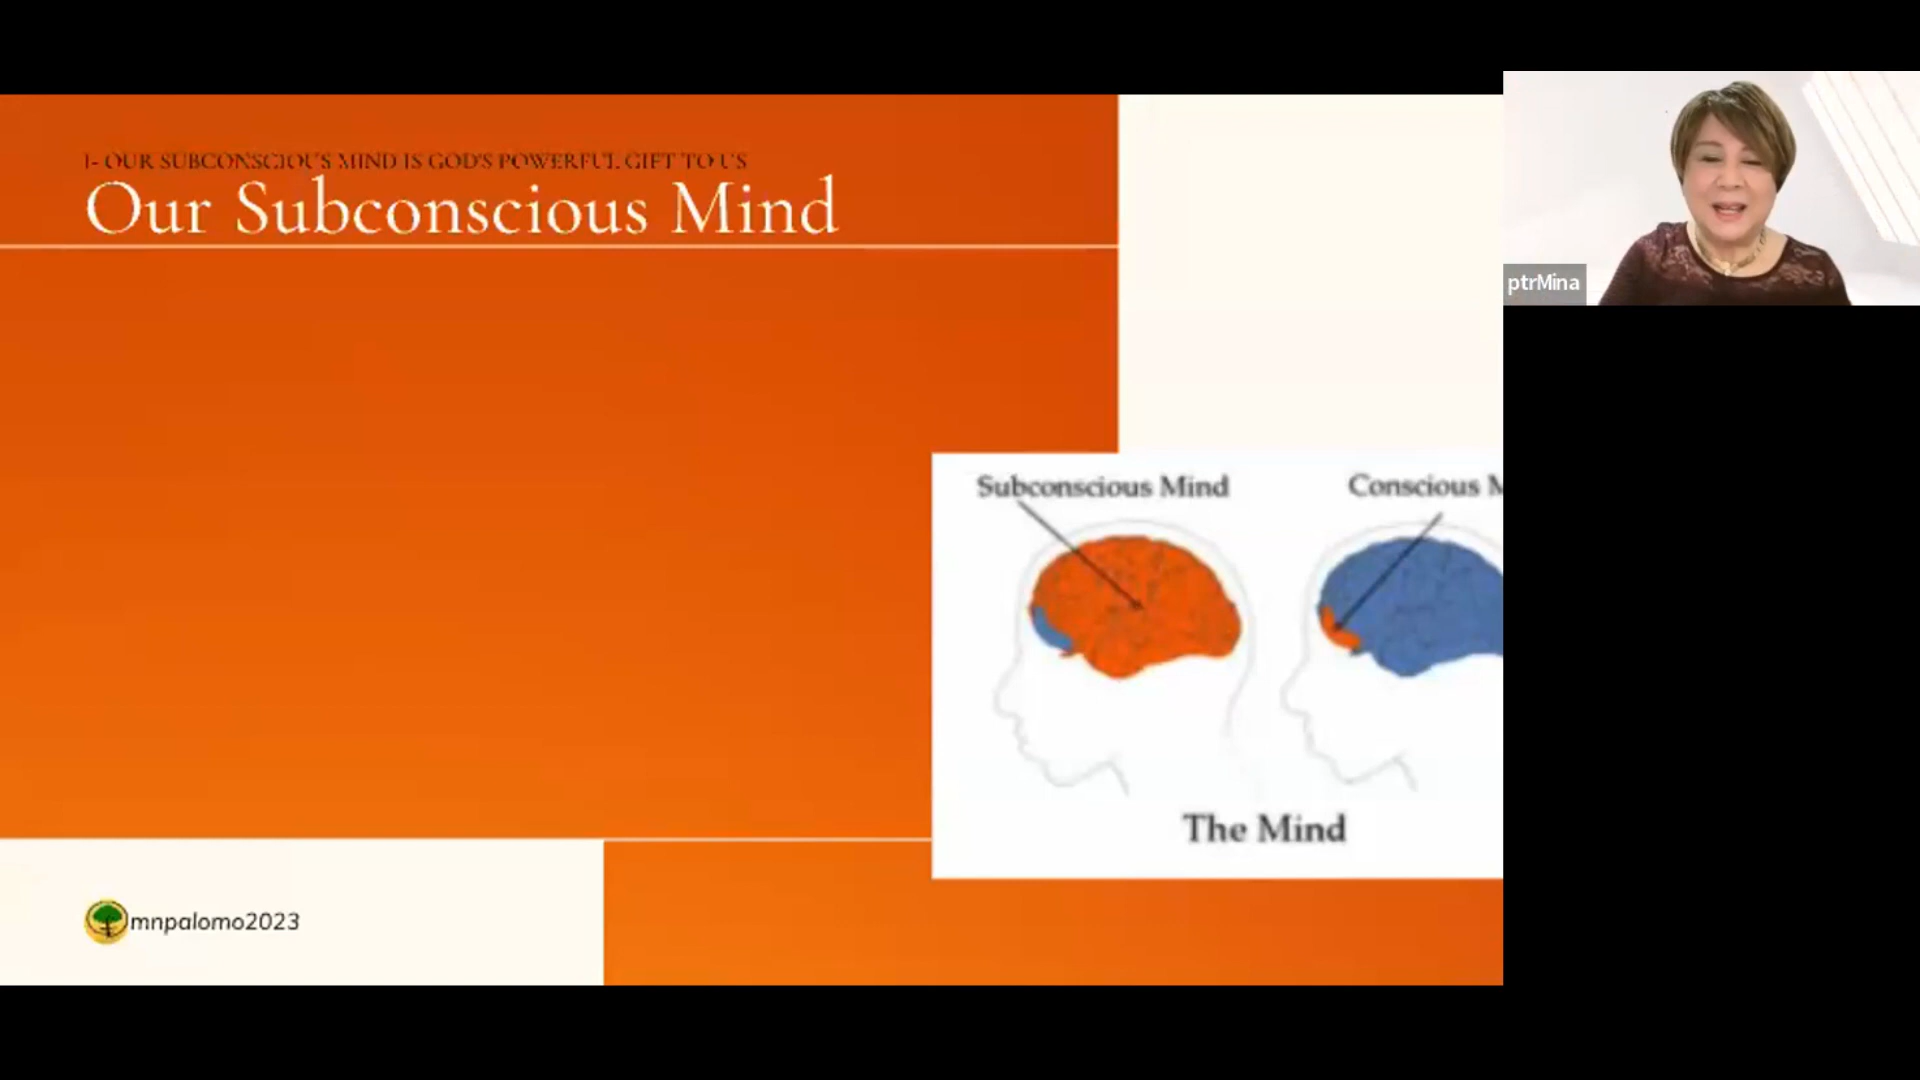 1- OUR SUBCONSCIOUS MIND IS GOD'S POWERFUL GIFT TO US
Our Subconscious Mind
ptrMina
Subconscious Mind
Conscious M
The Mind
mnpalomo2023